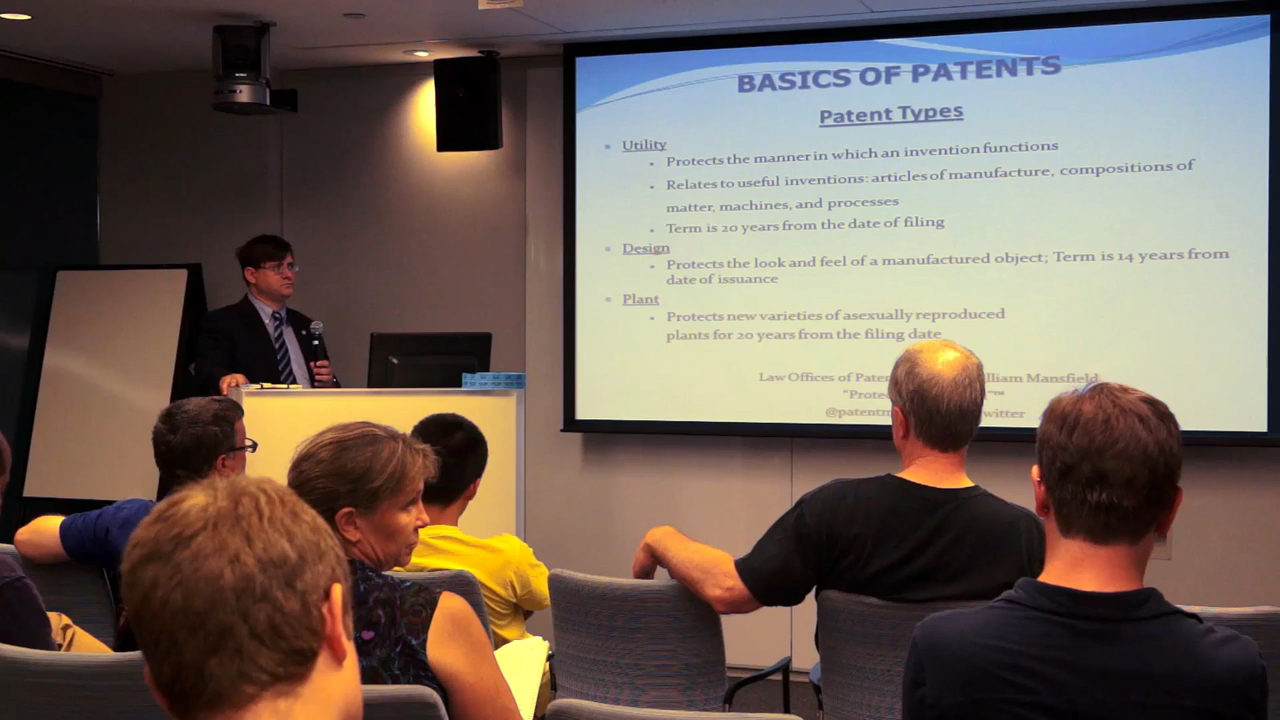 BASICS OF PATENTS
Patent Types
Utility
Protects the manner in which an invention functions
Relates to useful inventions: articles of manufacture, compositions of
matter, machines, and processes
Term is 20 years from the date of filing
Design
Protects the look and feel of a manufactured object; Term is 14 years from
date of issuance
Plant
Protects new varieties of asexually reproduced
plants for 20 years from the filing date
Law Offices of Mansfield
twitter